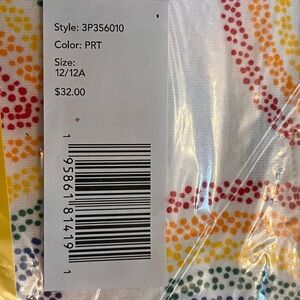 Style: 3P356010
Color: PRT
Size:
12/12A
$32.00
1 95861 81419 1